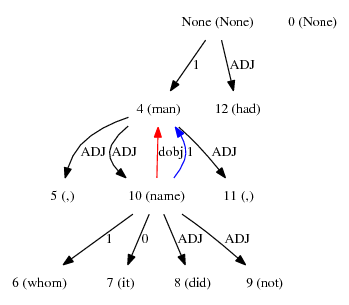 None (None) 0 (None)
1 ADJ
4 (man) 12 (had)
ADJ ADJ dobj 1 ADJ
5 (,) 10 (name) 11 (,)
1 0 ADJ ADJ
6 (whom) 7 (it) 8 (did) 9 (not)